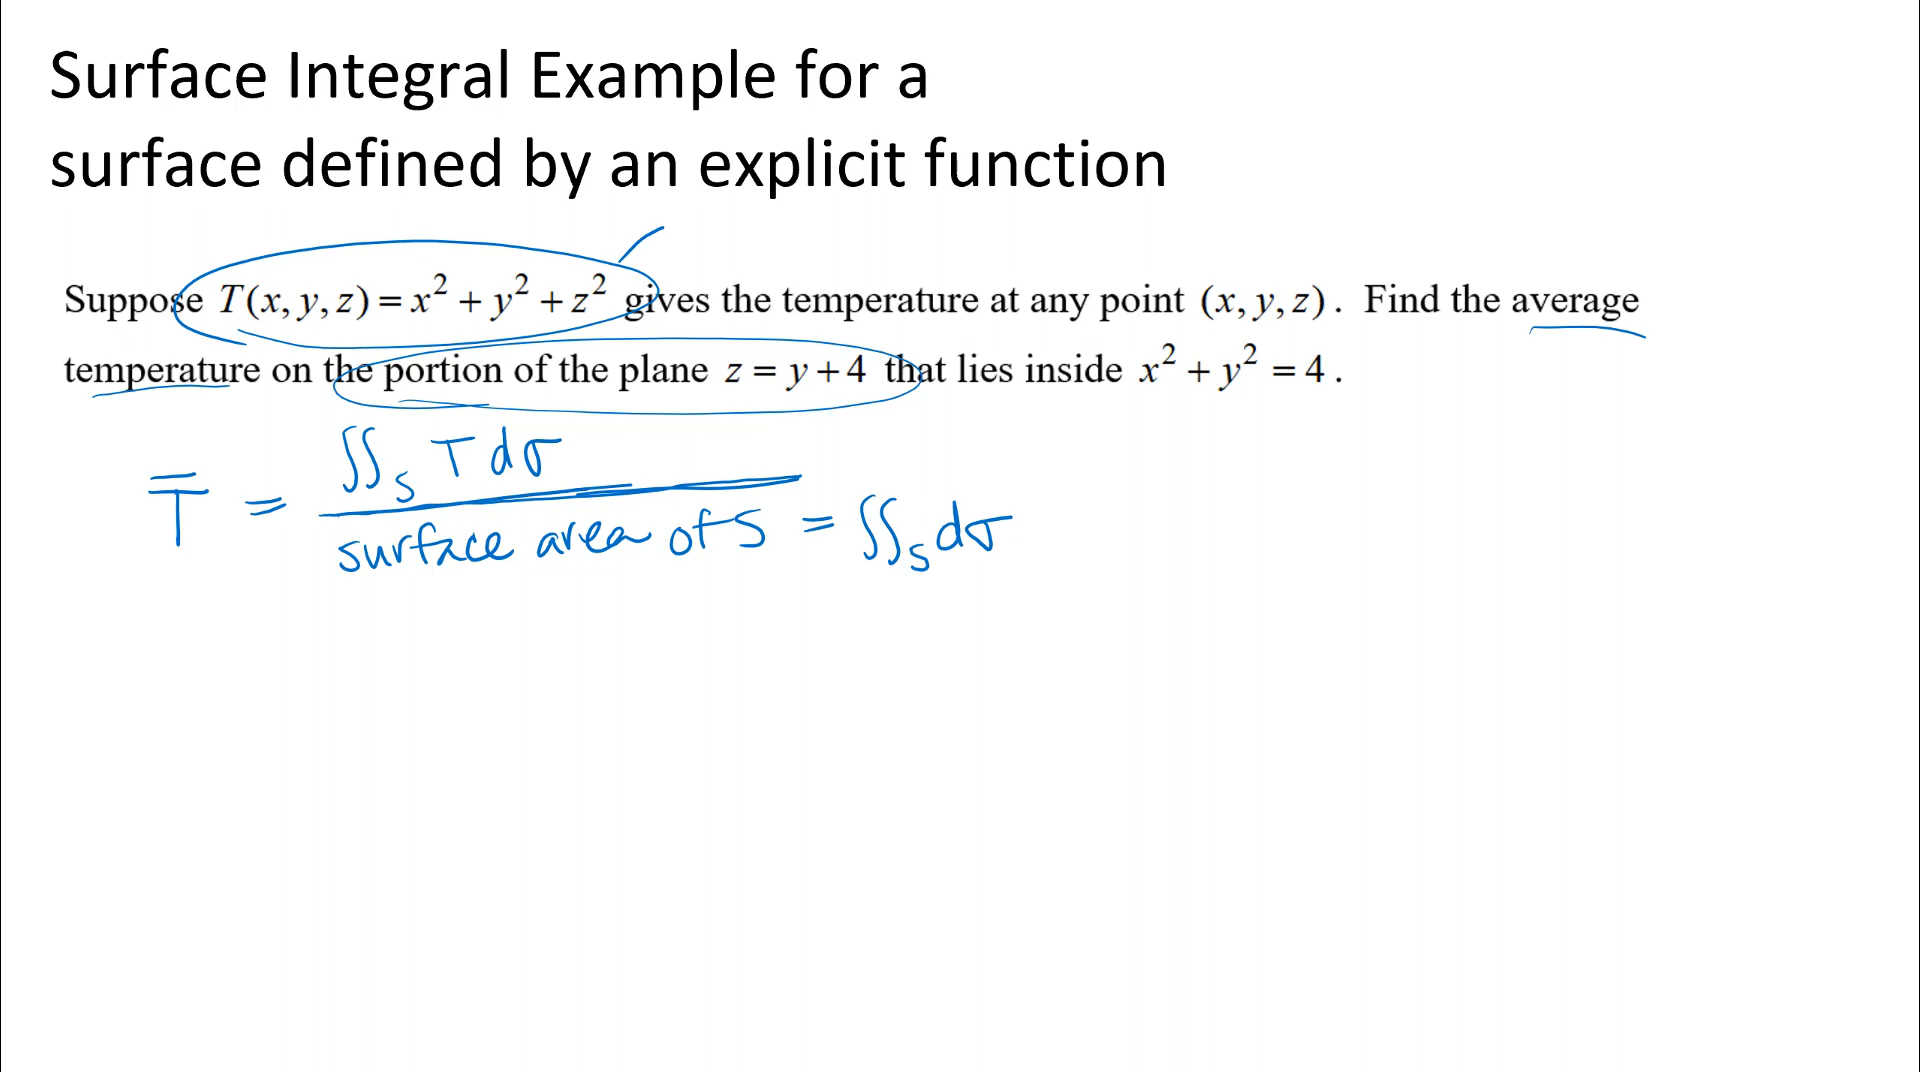 Surface Integral Example for a
surface defined by an explicit function
Suppose T(x, y, z) = x² + y² + z² gives the temperature at any point (x, y, z). Find the average
temperature on the portion of the plane z = y + 4 that lies inside x² + y² = 4.
T̿ = ∬_S T dσ
surface area of S = ∬_S dσ